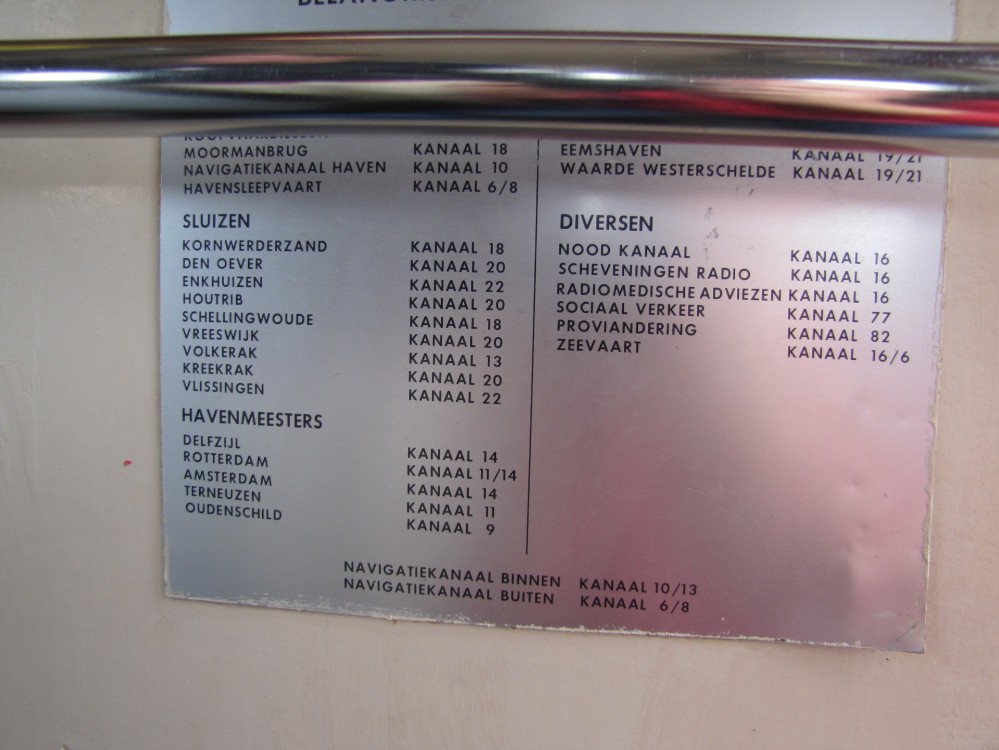 MOORMANBRUG KANAAL 18
NAVIGATIEKANAAL HAVEN KANAAL 10
HAVENSLEEPVAART KANAAL 6/8
SLUIZEN
KORNWERDERZAND KANAAL 18
DEN OEVER KANAAL 20
ENKHUIZEN KANAAL 22
HOUTRIB KANAAL 20
SCHELLINGWOUDE KANAAL 18
VREESWIJK KANAAL 20
VOLKERAK KANAAL 13
KREEKRAK KANAAL 20
VLISSINGEN KANAAL 22
HAVENMEESTERS
DELFZIJL KANAAL 14
ROTTERDAM KANAAL 11/14
AMSTERDAM KANAAL 14
TERNEUZEN KANAAL 11
OUDENSCHILD KANAAL 9
EEMSHAVEN KANAAL 19/21
WAARDE WESTERSCHELDE KANAAL 19/21
DIVERSEN
NOOD KANAAL KANAAL 16
SCHEVENINGEN RADIO KANAAL 16
RADIOMEDISCHE ADVIEZEN KANAAL 16
SOCIAAL VERKEER KANAAL 77
PROVIANDERING KANAAL 82
ZEEVAART KANAAL 16/6
NAVIGATIEKANAAL BINNEN KANAAL 10/13
NAVIGATIEKANAAL BUITEN KANAAL 6/8